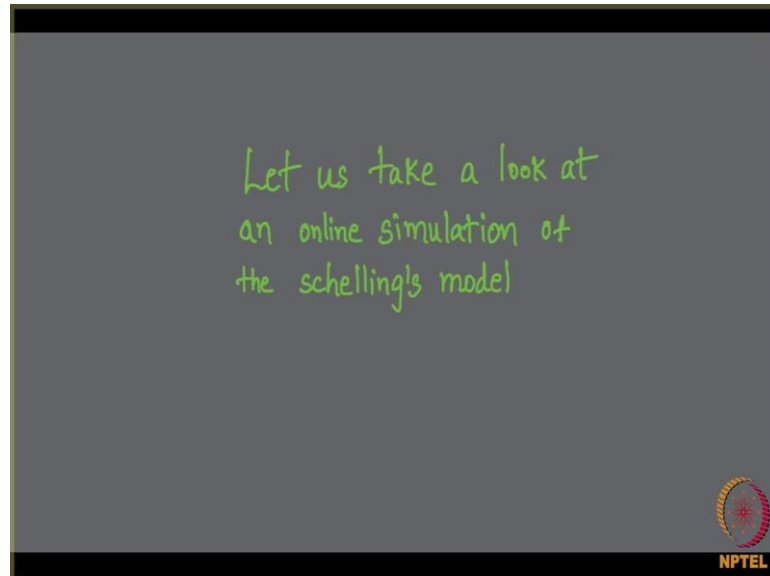 Let us take a look at
an online simulation of
the schelling's model
NPTEL